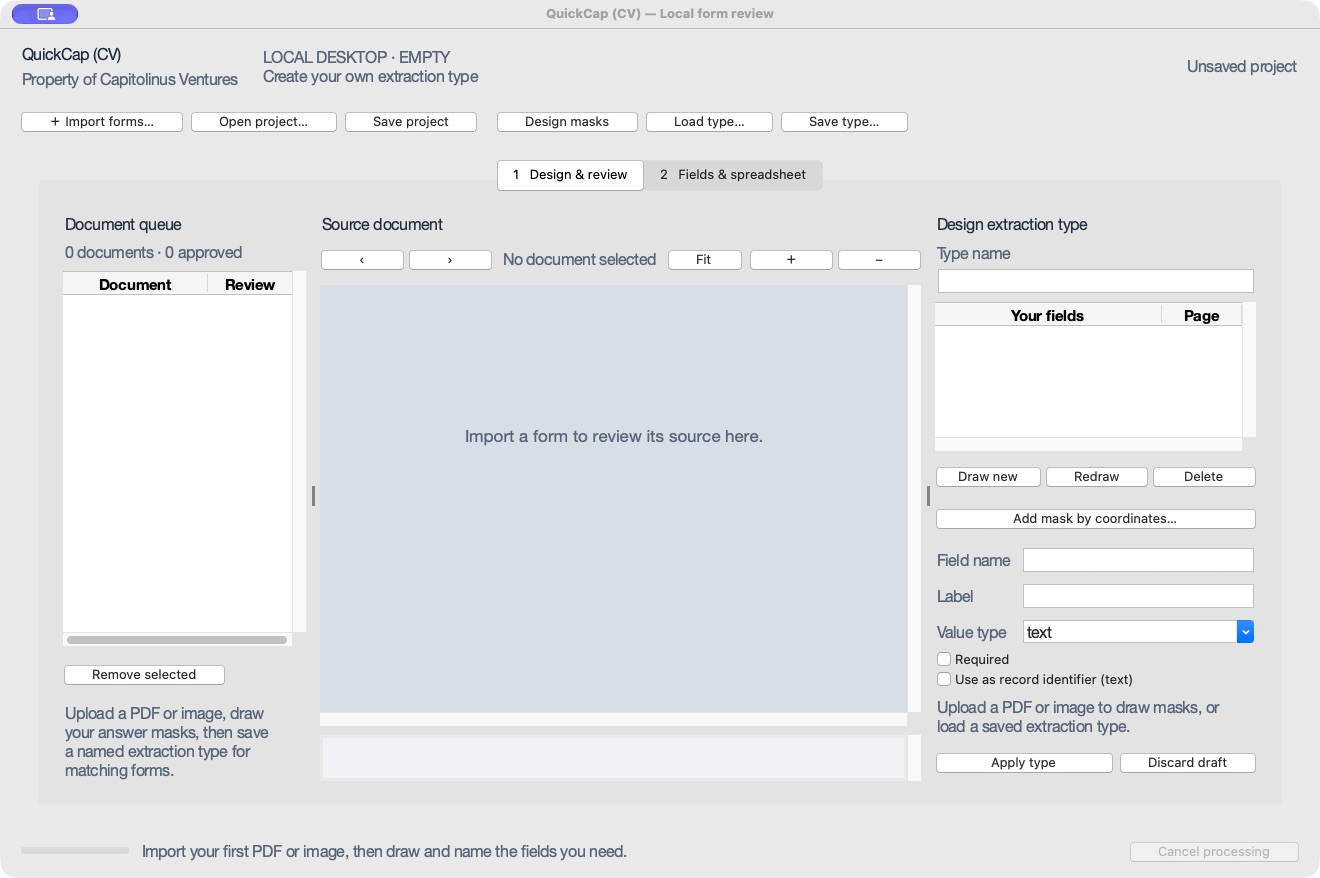 QuickCap (CV) — Local form review
QuickCap (CV)
Property of Capitolinus Ventures
LOCAL DESKTOP · EMPTY
Create your own extraction type
Unsaved project
+ Import forms...
Open project...
Save project
Design masks
Load type...
Save type...
1 Design & review
2 Fields & spreadsheet
Document queue
0 documents · 0 approved
Document Review
Remove selected
Upload a PDF or image, draw
your answer masks, then save
a named extraction type for
matching forms.
Source document
‹ › No document selected Fit + –
Import a form to review its source here.
Design extraction type
Type name
Your fields Page
Draw new Redraw Delete
Add mask by coordinates...
Field name
Label
Value type text
Required
Use as record identifier (text)
Upload a PDF or image to draw masks, or
load a saved extraction type.
Apply type Discard draft
Import your first PDF or image, then draw and name the fields you need.
Cancel processing